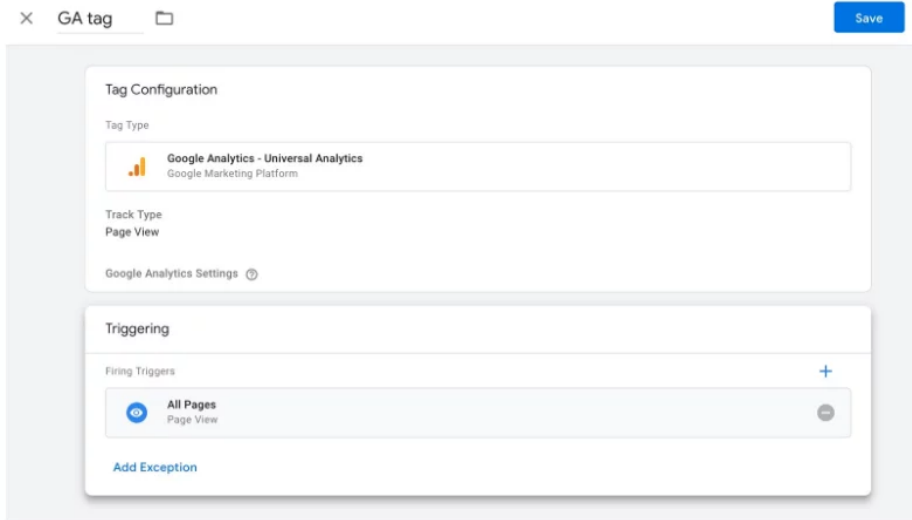 GA tag
Save
Tag Configuration
Tag Type
Google Analytics - Universal Analytics
Google Marketing Platform
Track Type
Page View
Google Analytics Settings
Triggering
Firing Triggers
All Pages
Page View
Add Exception